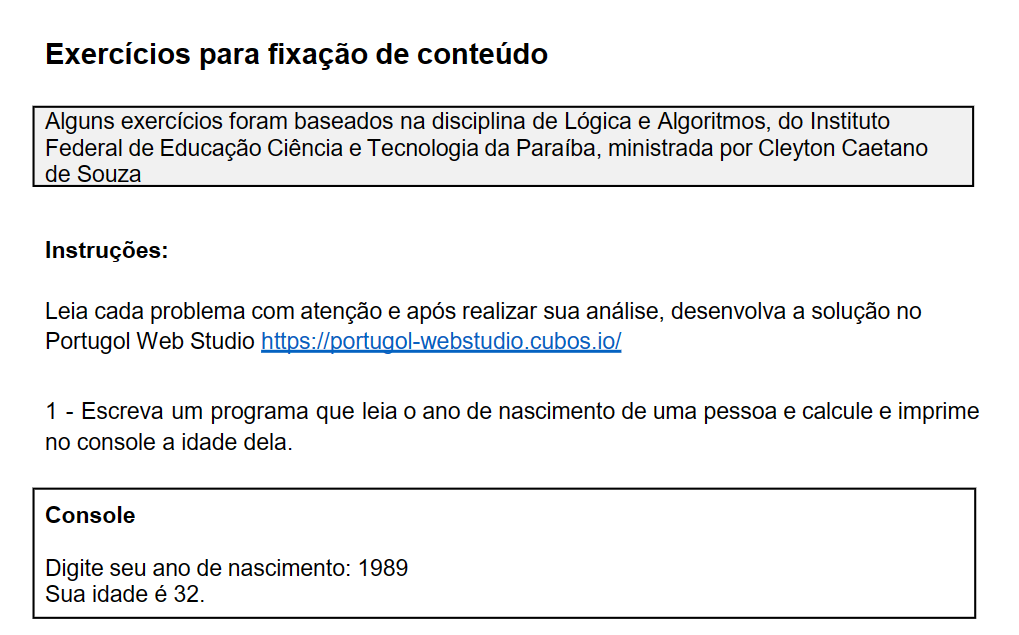 Exercícios para fixação de conteúdo
Alguns exercícios foram baseados na disciplina de Lógica e Algoritmos, do Instituto
Federal de Educação Ciência e Tecnologia da Paraíba, ministrada por Cleyton Caetano
de Souza
Instruções:
Leia cada problema com atenção e após realizar sua análise, desenvolva a solução no
Portugol Web Studio https://portugol-webstudio.cubos.io/
1 - Escreva um programa que leia o ano de nascimento de uma pessoa e calcule e imprime
no console a idade dela.
Console
Digite seu ano de nascimento: 1989
Sua idade é 32.